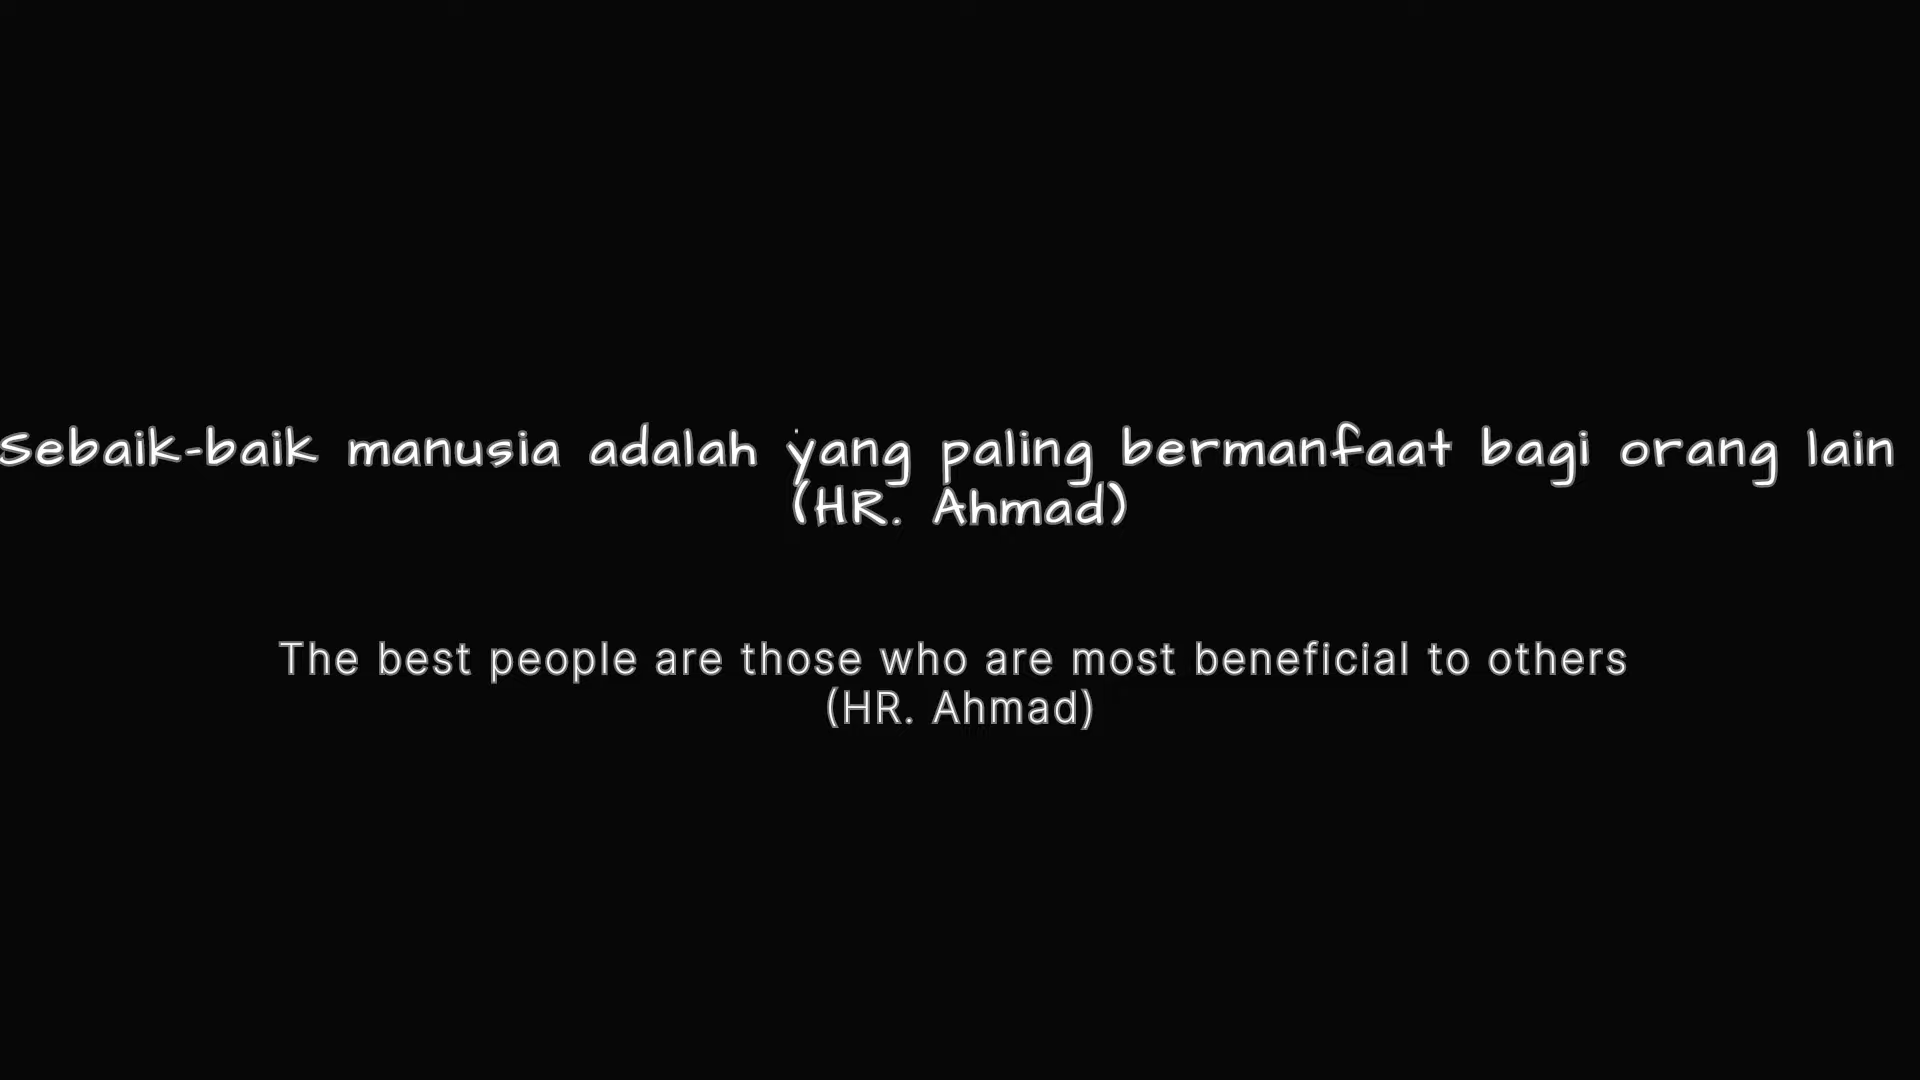 Sebaik-baik manusia adalah yang paling bermanfaat bagi orang lain
(HR. Ahmad)
The best people are those who are most beneficial to others
(HR. Ahmad)